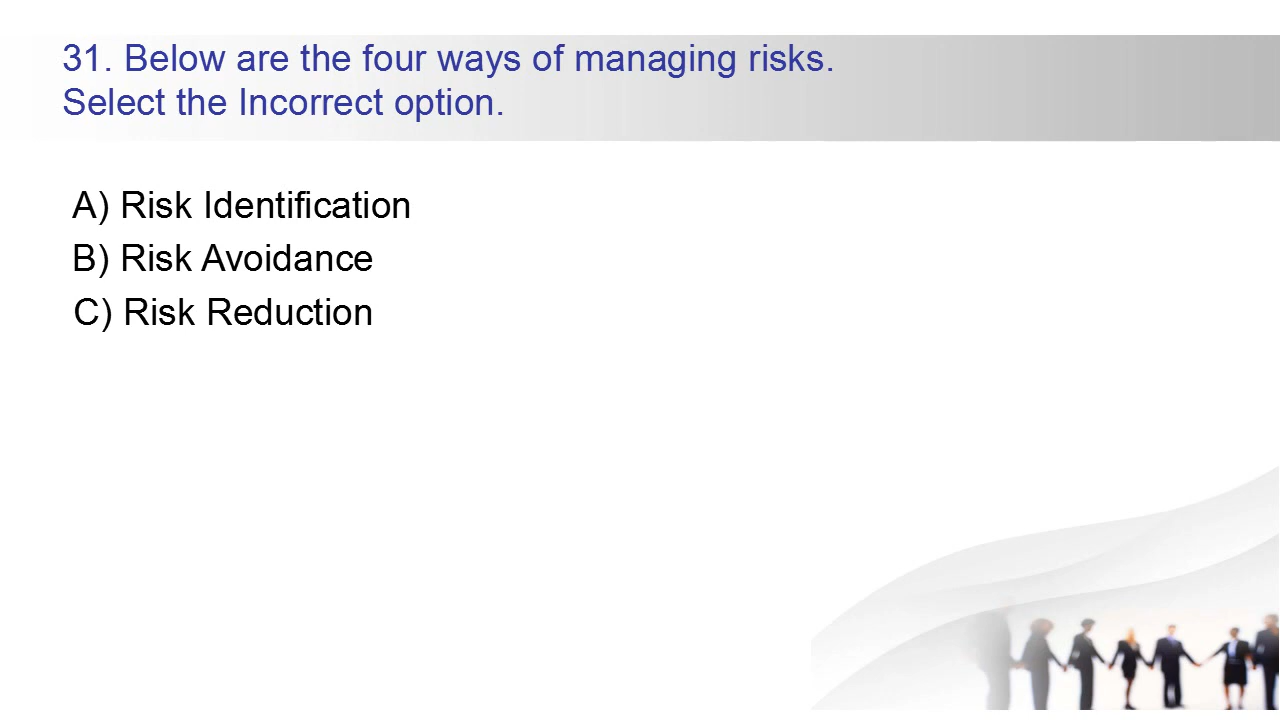 31. Below are the four ways of managing risks.
Select the Incorrect option.
A) Risk Identification
B) Risk Avoidance
C) Risk Reduction